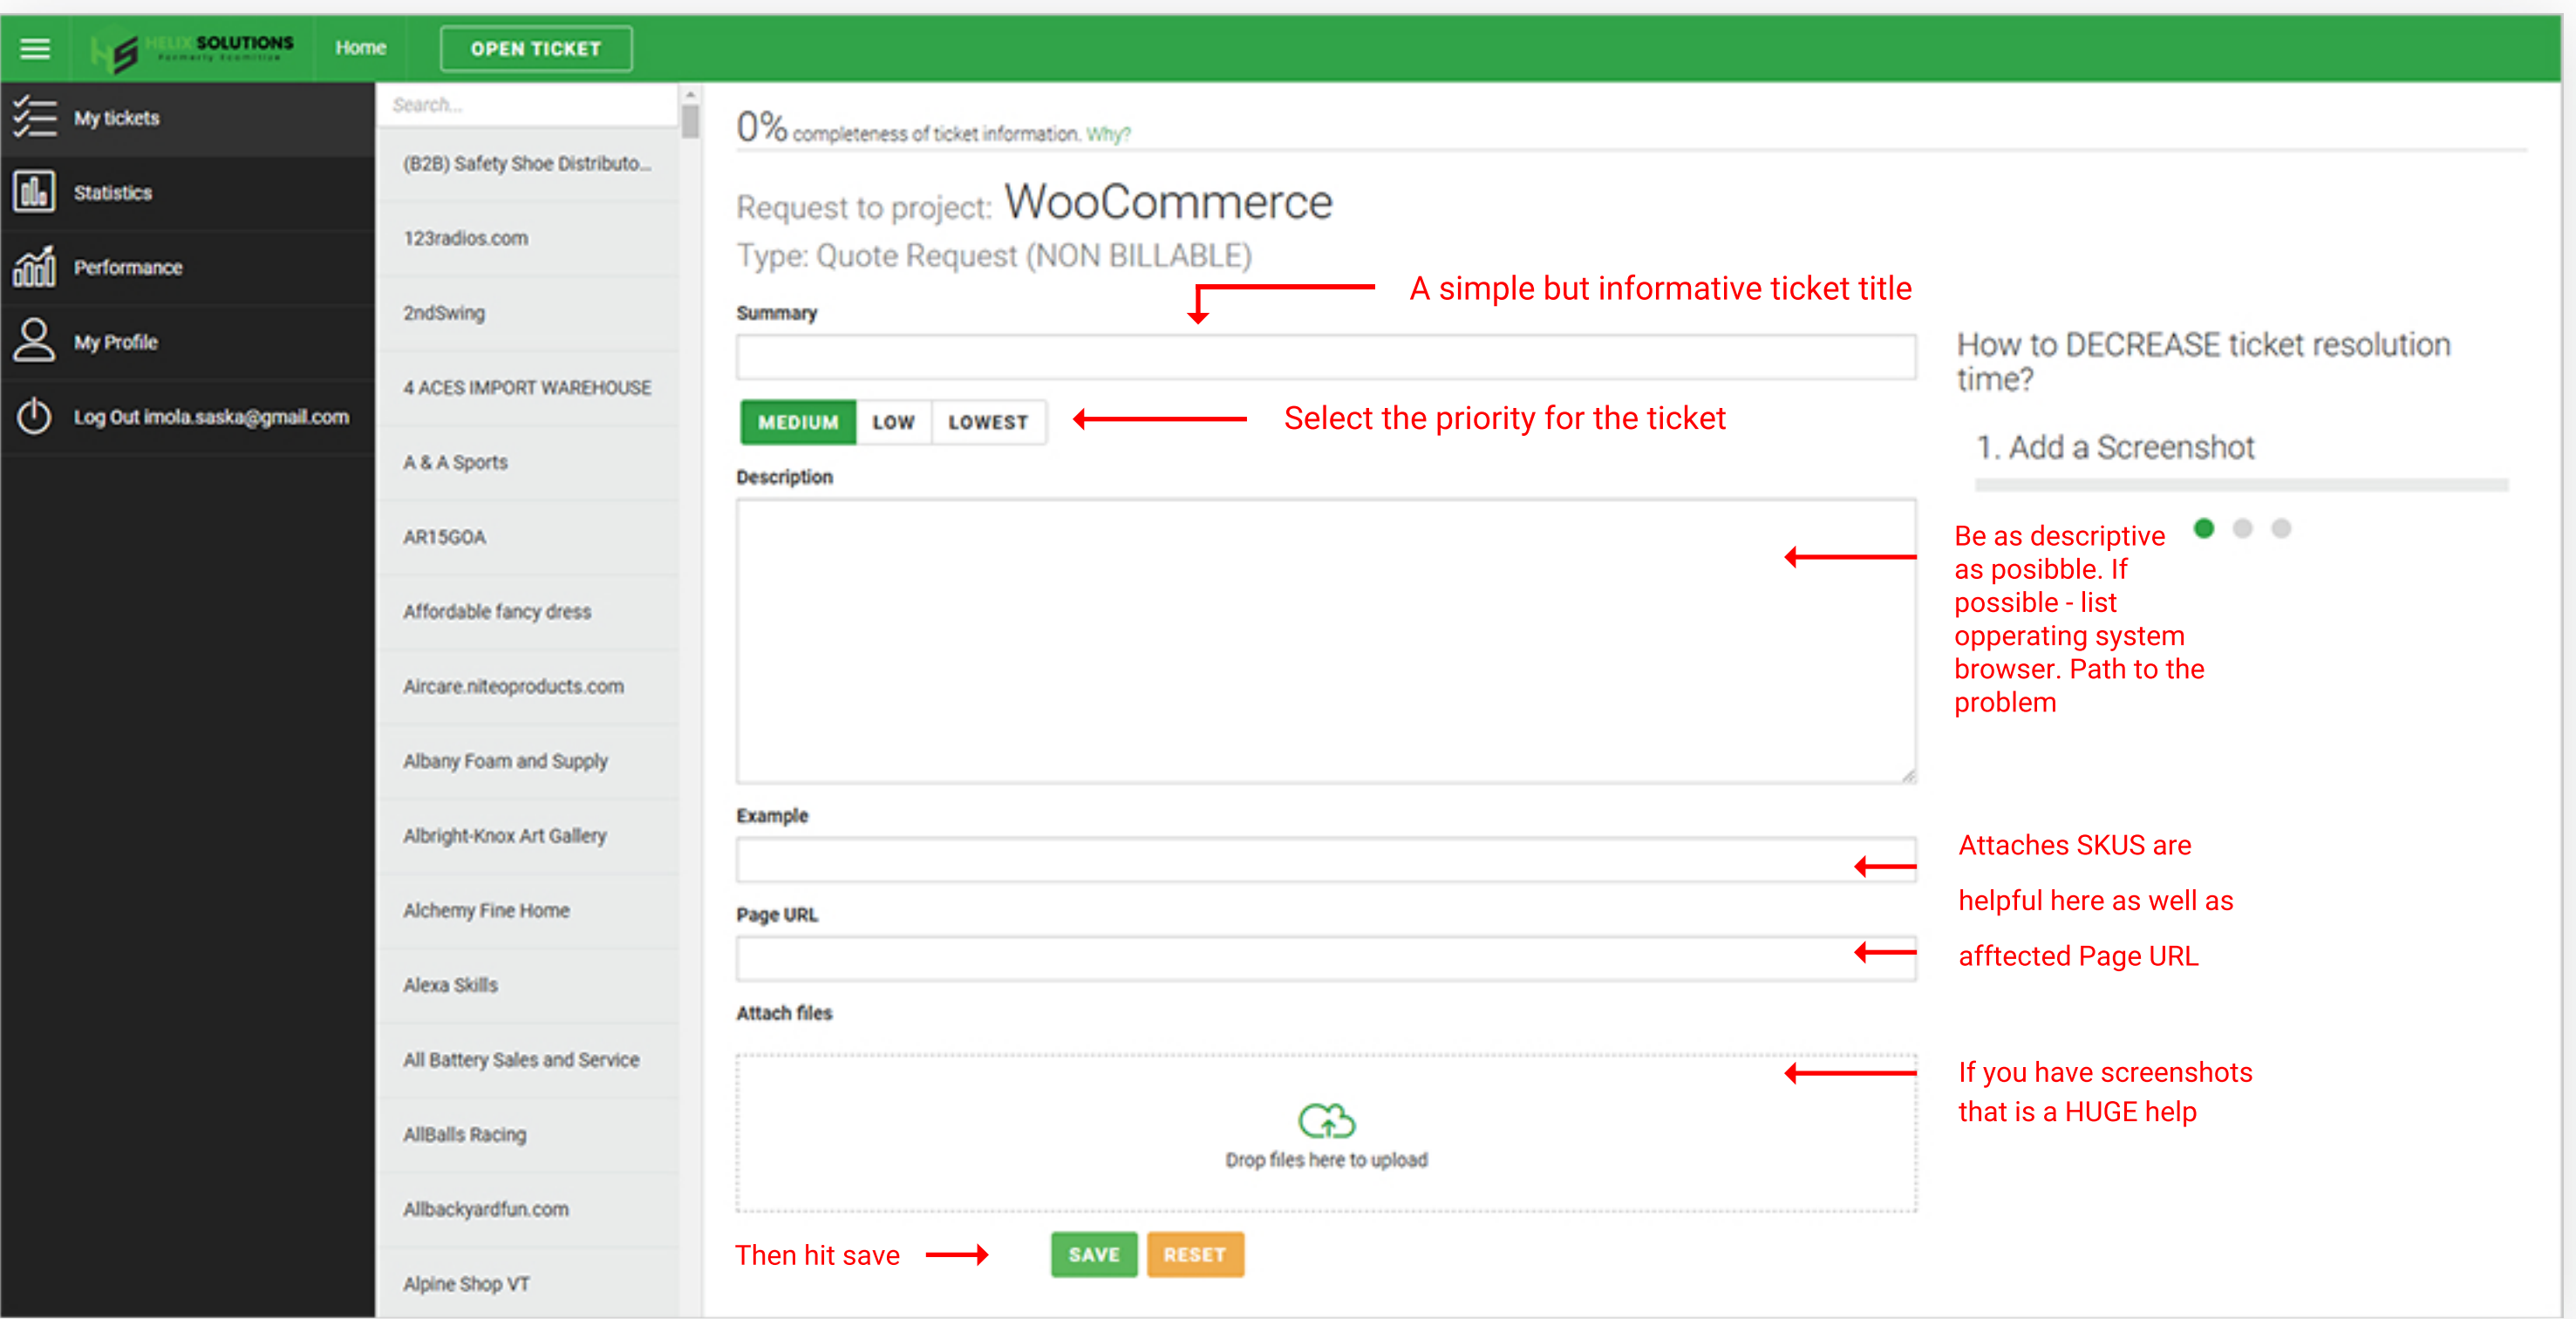 HELIX SOLUTIONS
Formerly Ecomitize
Home
OPEN TICKET
My tickets
Statistics
Performance
My Profile
Log Out imola.saska@gmail.com
Search...
(B2B) Safety Shoe Distributo...
123radios.com
2ndSwing
4 ACES IMPORT WAREHOUSE
A & A Sports
AR15GOA
Affordable fancy dress
Aircare.niteoproducts.com
Albany Foam and Supply
Albright-Knox Art Gallery
Alchemy Fine Home
Alexa Skills
All Battery Sales and Service
AllBalls Racing
Allbackyardfun.com
Alpine Shop VT
0% completeness of ticket information. Why?
Request to project: WooCommerce
Type: Quote Request (NON BILLABLE)
A simple but informative ticket title
Summary
MEDIUM LOW LOWEST
Select the priority for the ticket
Description
Example
Page URL
Attach files
Drop files here to upload
Then hit save
SAVE RESET
How to DECREASE ticket resolution
time?
1. Add a Screenshot
Be as descriptive
as posibble. If
possible - list
opperating system
browser. Path to the
problem
Attaches SKUS are
helpful here as well as
afftected Page URL
If you have screenshots
that is a HUGE help